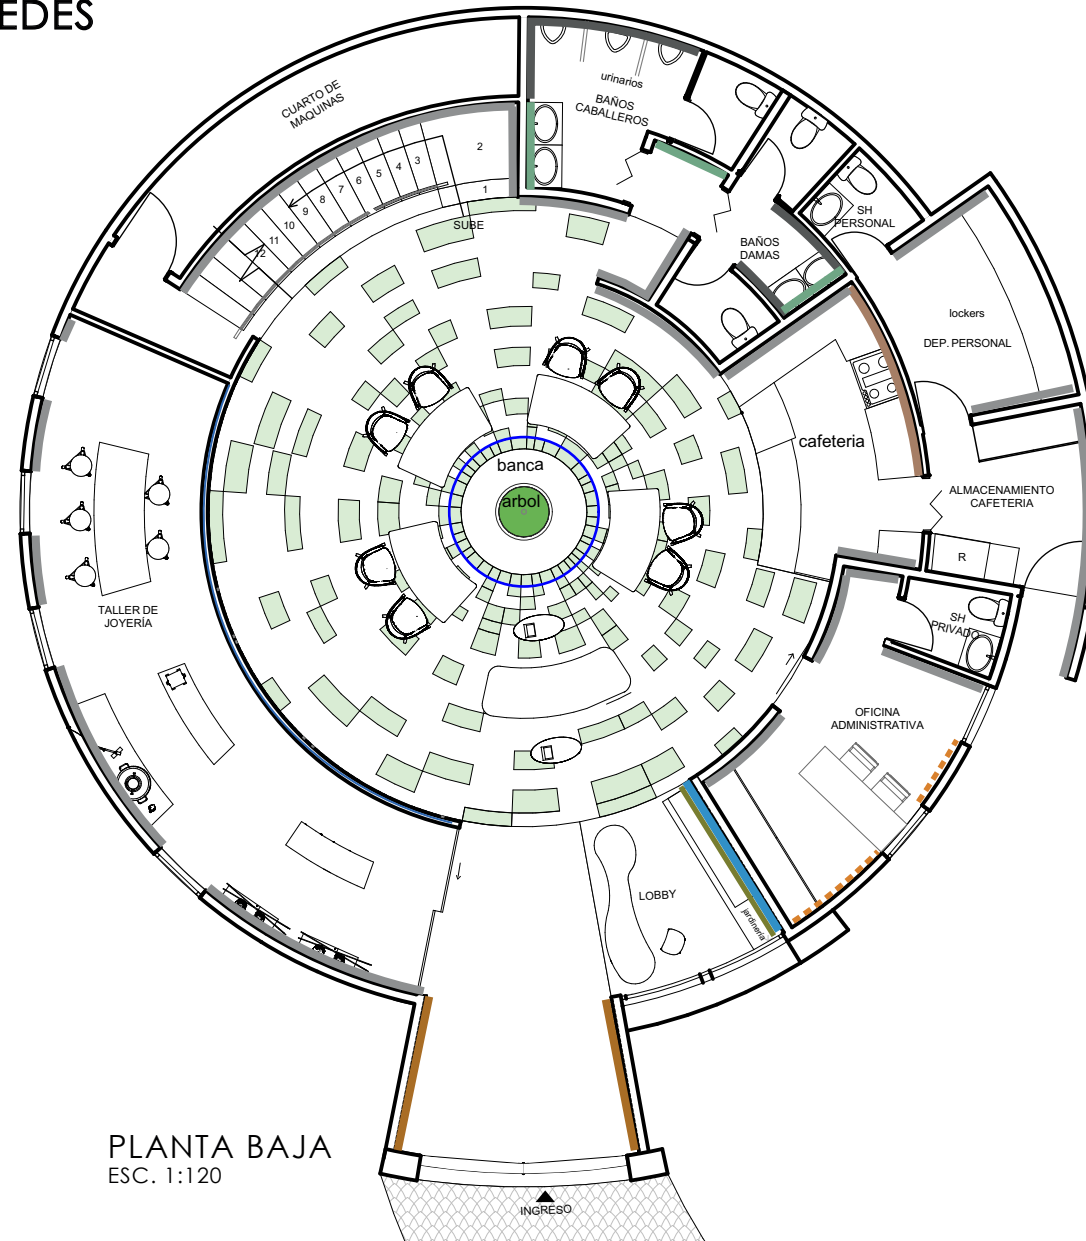 EDES
CUARTO DE
MAQUINAS
urinarios
BAÑOS
CABALLEROS
2
1
3
4
5
6
7
8
9
10
11
12
SUBE
SH
PERSONAL
BAÑOS
DAMAS
lockers
DEP. PERSONAL
cafeteria
ALMACENAMIENTO
CAFETERIA
R
banca
arbol
TALLER DE
JOYERÍA
SH
PRIVADO
OFICINA
ADMINISTRATIVA
LOBBY
jardineria
PLANTA BAJA
ESC. 1:120
INGRESO